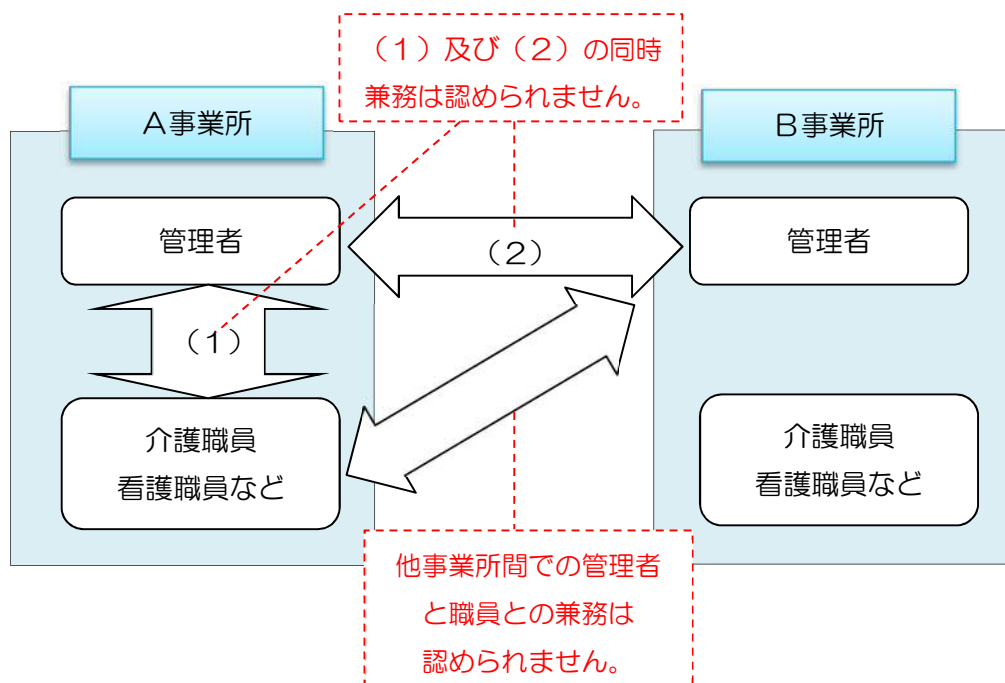 (１)及び(２)の同時
兼務は認められません。
Ａ事業所
Ｂ事業所
管理者
(２)
管理者
(１)
介護職員
看護職員など
介護職員
看護職員など
他事業所間での管理者
と職員との兼務は
認められません。